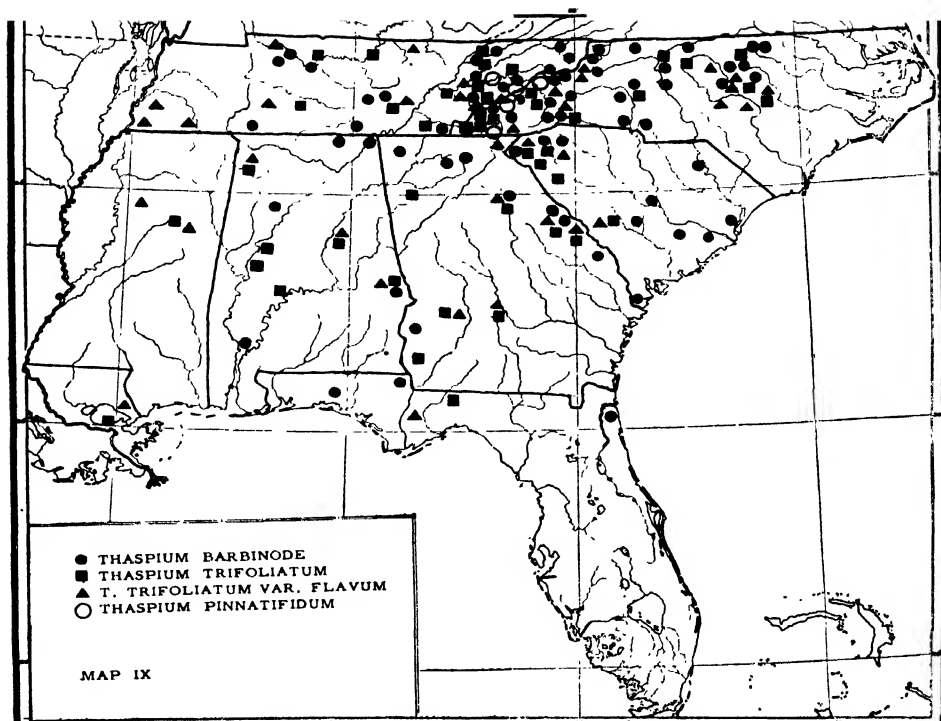 THASPIUM BARBINODE
THASPIUM TRIFOLIATUM
T. TRIFOLIATUM VAR. FLAVUM
THASPIUM PINNATIFIDUM
MAP IX